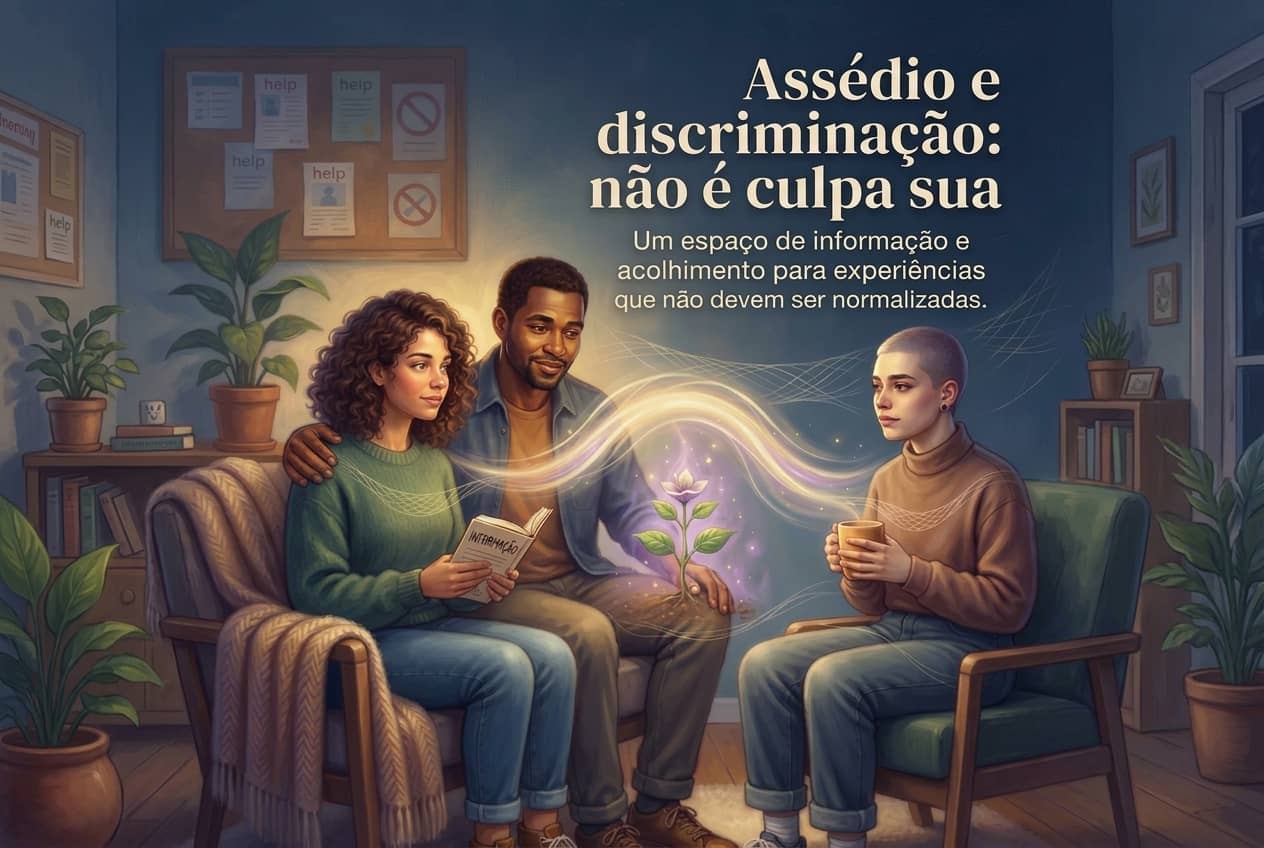 Assédio e
discriminação:
não é culpa sua
Um espaço de informação e
acolhimento para experiências
que não devem ser normalizadas.
help
help
help
help
help